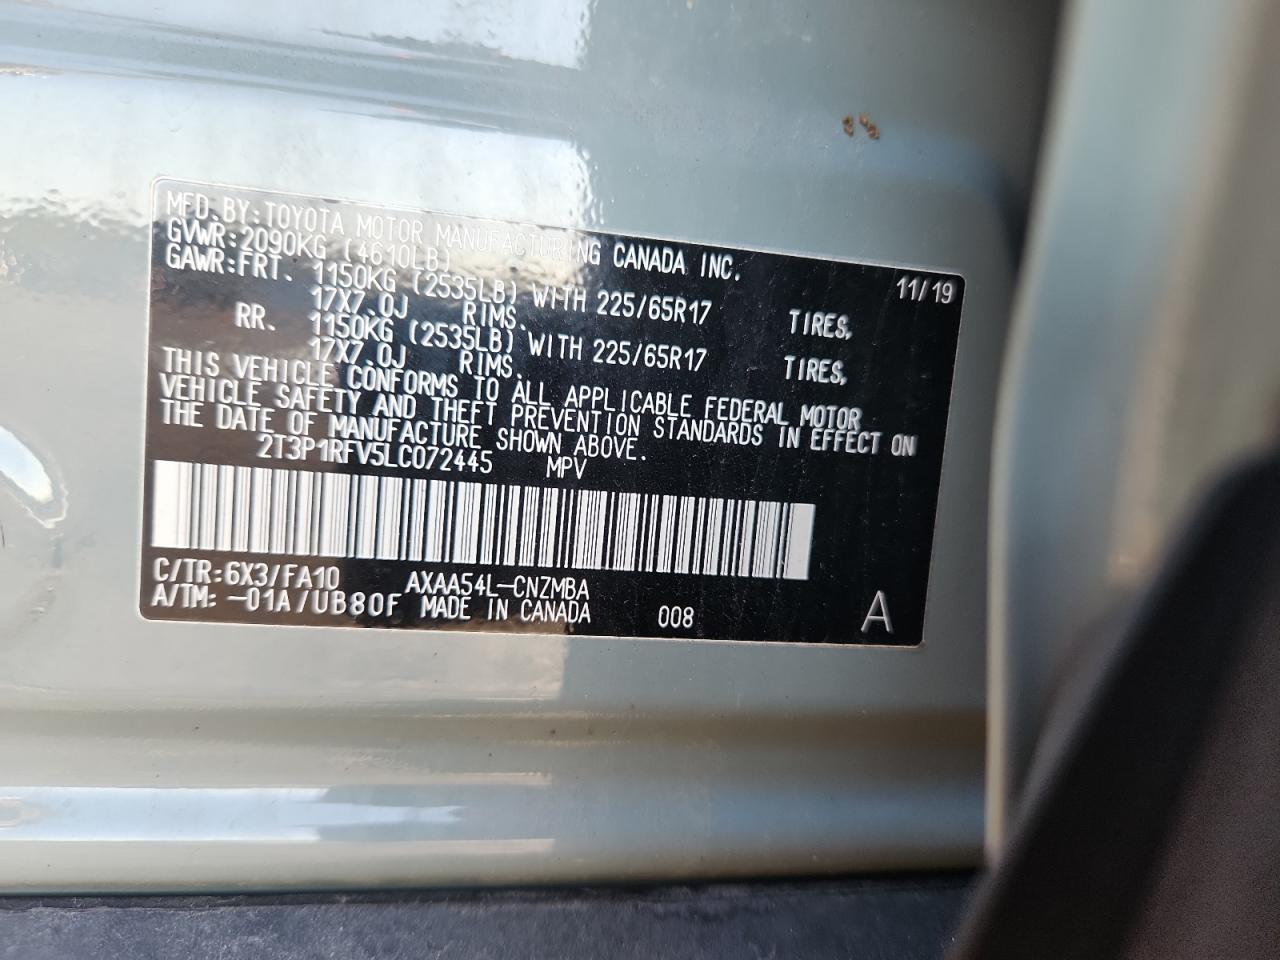 MFD. BY: TOYOTA MOTOR MANUFACTURING CANADA INC. 11/19
GVWR: 2090KG (4610LB)
GAWR: FRT. 1150KG (2535LB) WITH 225/65R17 TIRES,
17X7.0J RIMS.
RR. 1150KG (2535LB) WITH 225/65R17 TIRES,
17X7.0J RIMS.
THIS VEHICLE CONFORMS TO ALL APPLICABLE FEDERAL MOTOR
VEHICLE SAFETY AND THEFT PREVENTION STANDARDS IN EFFECT ON
THE DATE OF MANUFACTURE SHOWN ABOVE.
2T3P1RFV5LC072445 MPV
C/TR: 6X3/FA10 AXAA54L-CNZMBA
A/TM: -01A/UB80F MADE IN CANADA 008 A